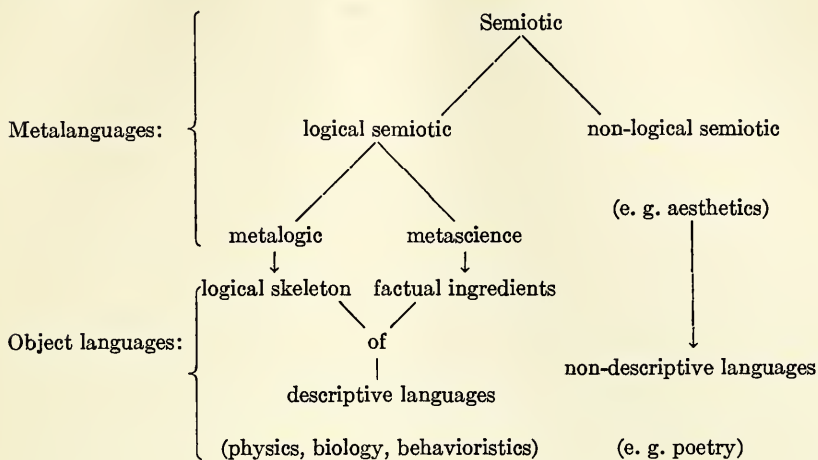 Semiotic
Metalanguages:
logical semiotic
non-logical semiotic
(e. g. aesthetics)
metalogic
metascience
logical skeleton
factual ingredients
Object languages:
of
non-descriptive languages
descriptive languages
(physics, biology, behavioristics)
(e. g. poetry)